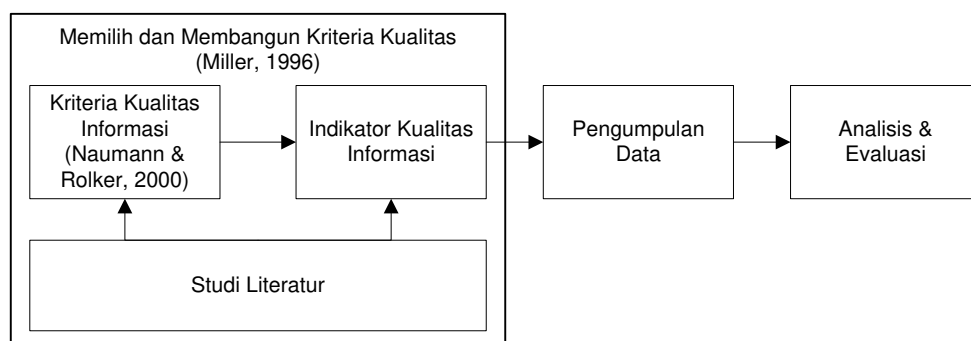 Memilih dan Membangun Kriteria Kualitas
(Miller, 1996)
Kriteria Kualitas
Informasi
(Naumann &
Rolker, 2000)
Indikator Kualitas
Informasi
Pengumpulan
Data
Analisis &
Evaluasi
Studi Literatur